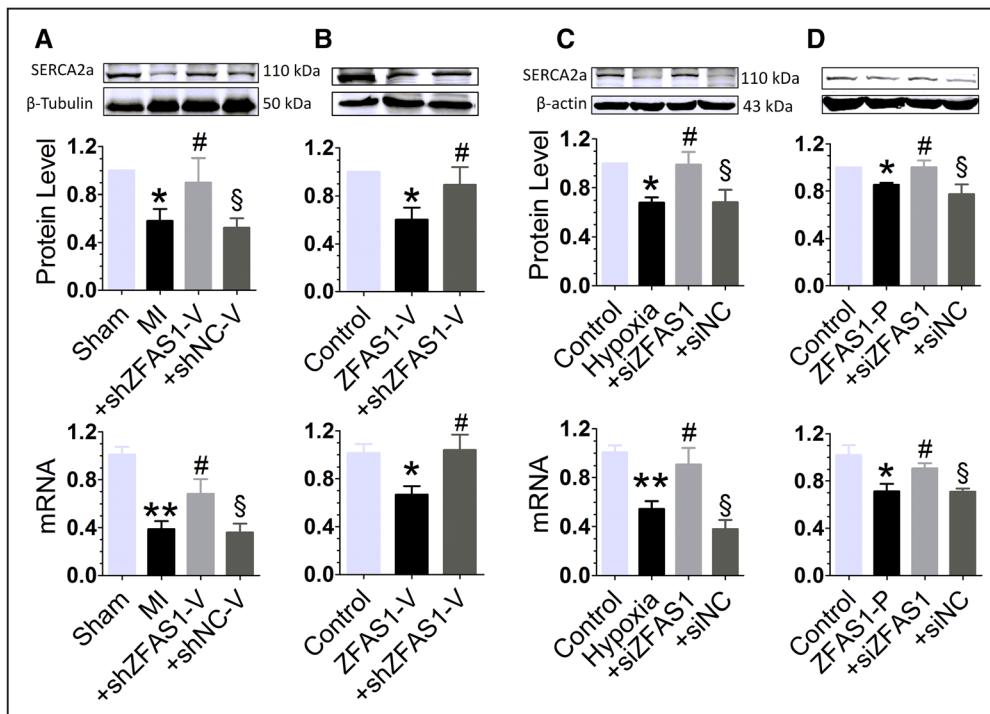 A
SERCA2a
110 kDa
β-Tubulin
50 kDa
Protein Level
1.2
0.8
0.4
0.0
*
#
§
Sham
MI
+shZFAS1-V
+shNC-V
mRNA
1.2
0.8
0.4
0.0
**
#
§
Sham
MI
+shZFAS1-V
+shNC-V
B
1.2
0.8
0.4
0.0
*
#
Control
ZFAS1-V
+shZFAS1-V
1.2
0.8
0.4
0.0
*
#
Control
ZFAS1-V
+shZFAS1-V
C
SERCA2a
110 kDa
β-actin
43 kDa
Protein Level
1.2
0.8
0.4
0.0
*
#
§
Control
Hypoxia
+siZFAS1
+siNC
mRNA
1.2
0.8
0.4
0.0
**
#
§
Control
Hypoxia
+siZFAS1
+siNC
D
1.2
0.8
0.4
0.0
*
#
§
Control
ZFAS1-P
+siZFAS1
+siNC
1.2
0.8
0.4
0.0
*
#
§
Control
ZFAS1-P
+siZFAS1
+siNC